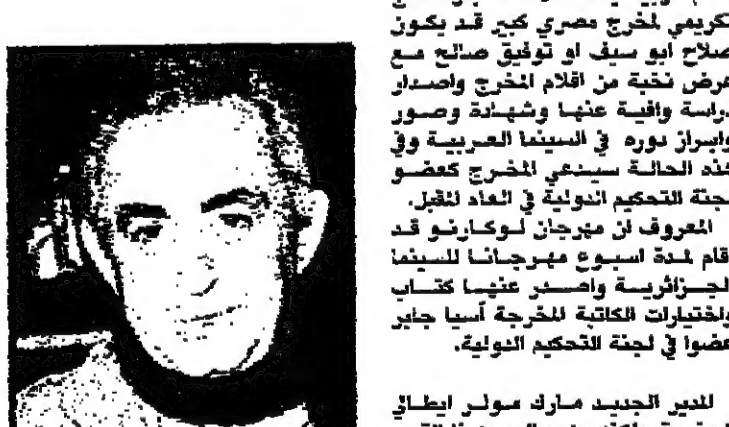 تكريمي لمخرج مصري كبير قد يكون
صلاح ابو سيف او توفيق صالح مع
عرض نخبة من افلام المخرج واصدار
دراسة وافية عنها وشهادة وصور
وابراز دوره في السينما العربية وفي
هذه الحالة سيدعى المخرج كعضو
لجنة التحكيم الدولية في العام المقبل.
المعروف ان مهرجان لوكارنو قد
اقام لمدة اسبوع مهرجانا للسينما
الجزائرية واصدر عنها كتاب
واختيارات الكاتبة المخرجة آسيا جابر
عضوا في لجنة التحكيم الدولية.
المدير الجديد مارك مولر ايطالي